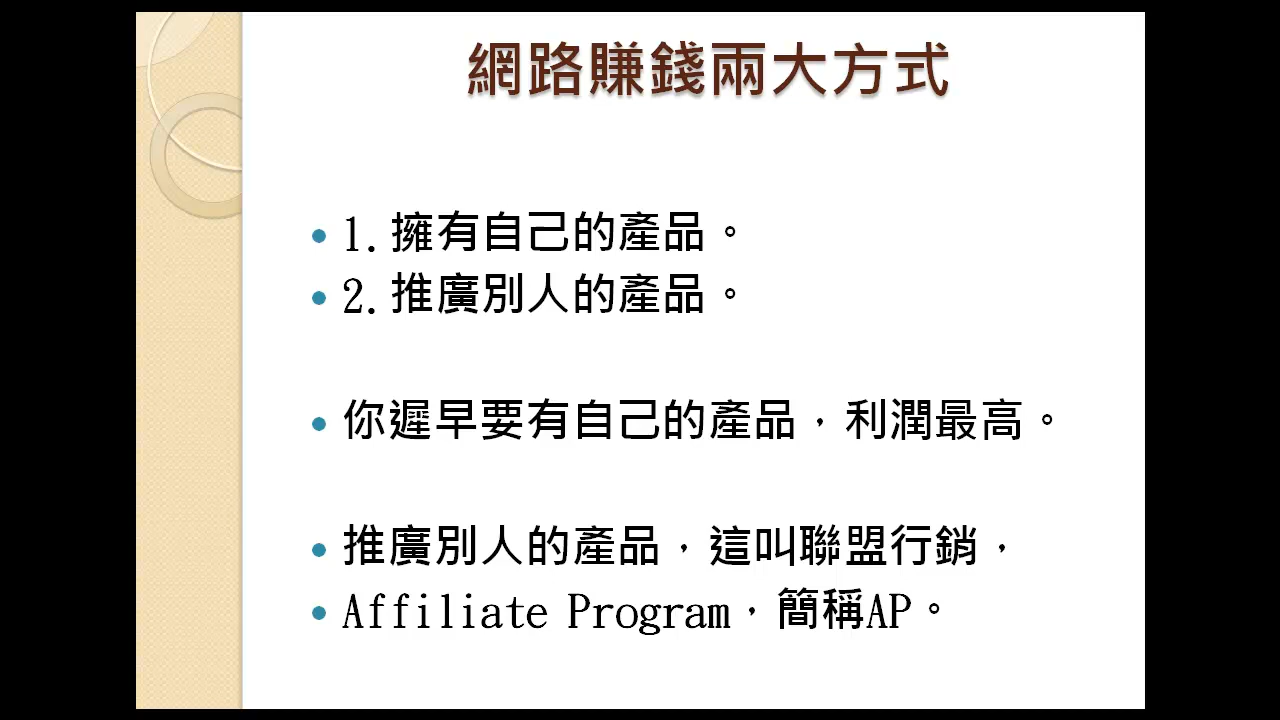 網路賺錢兩大方式
1.擁有自己的產品。
2.推廣別人的產品。
你遲早要有自己的產品，利潤最高。
推廣別人的產品，這叫聯盟行銷，
Affiliate Program，簡稱AP。